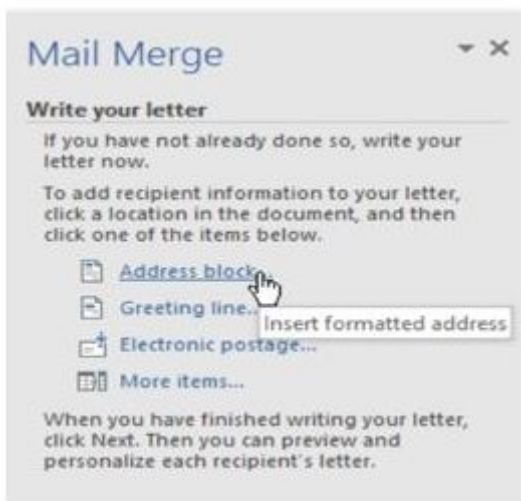 Mail Merge
Write your letter
If you have not already done so, write your
letter now.
To add recipient information to your letter,
click a location in the document, and then
click one of the items below.
Address block...
Greeting line...
Insert formatted address
Electronic postage...
More items...
When you have finished writing your letter,
click Next. Then you can preview and
personalize each recipient's letter.